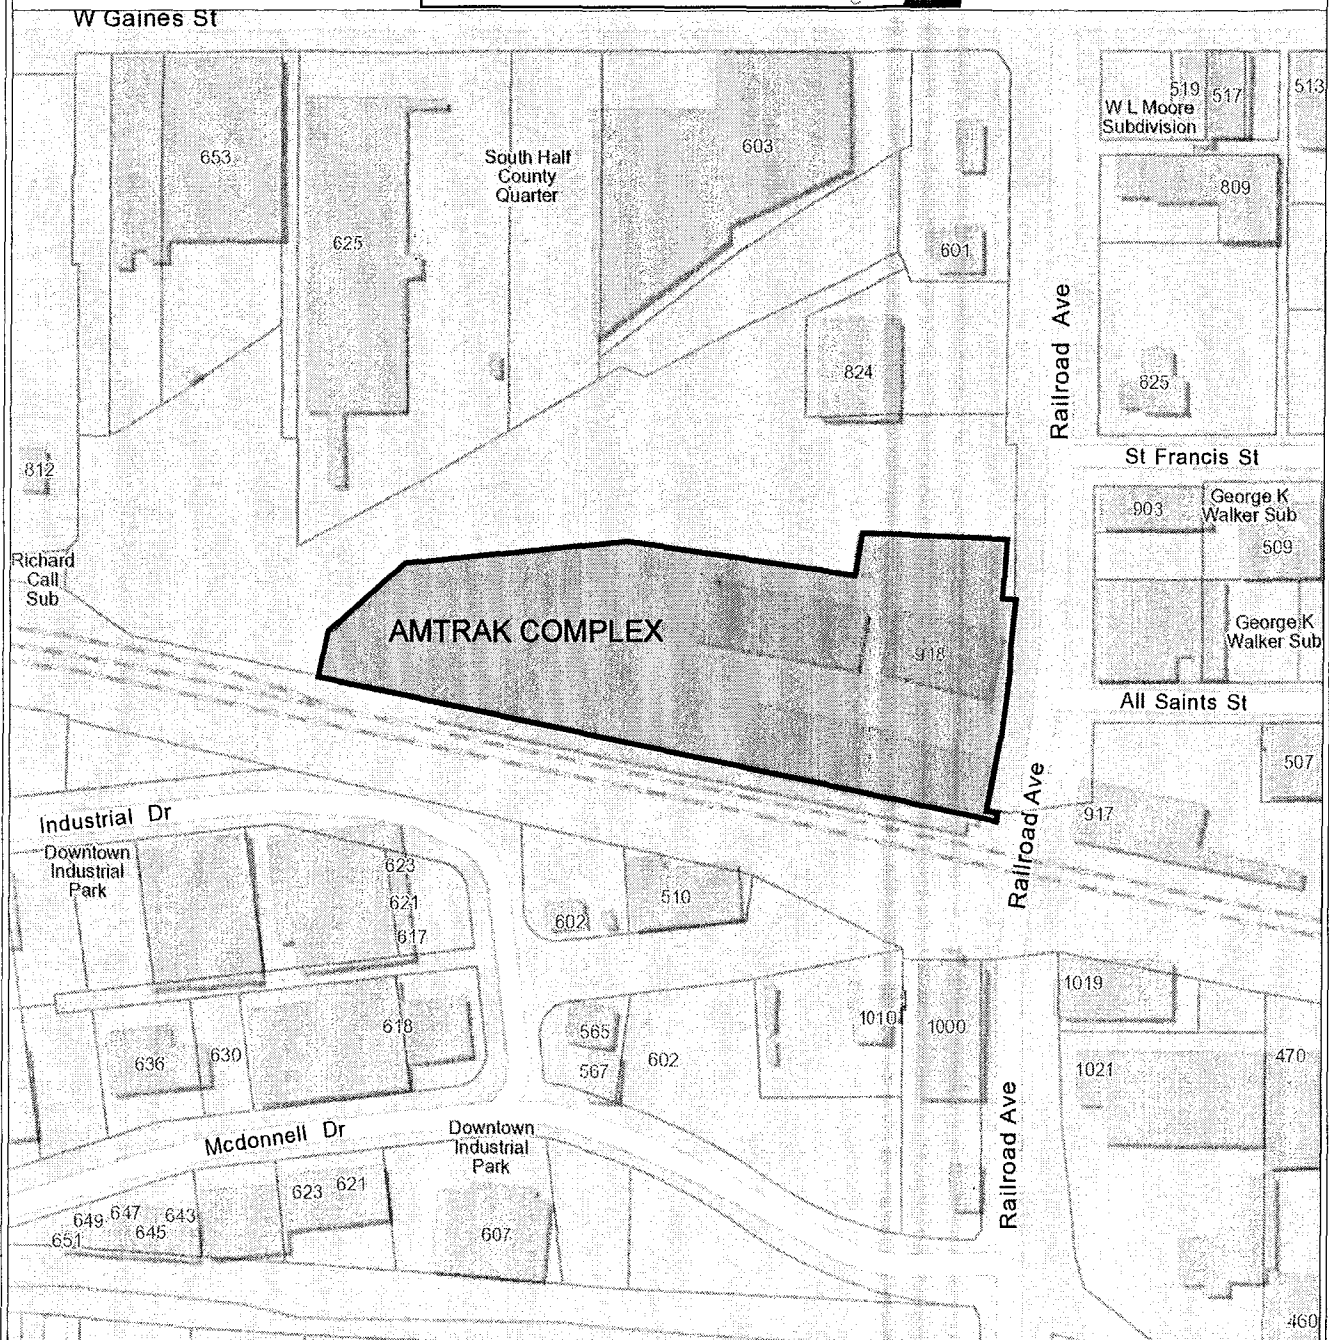 W Gaines St
519
517
513
W L Moore
Subdivision
653
603
South Half
County
Quarter
809
625
601
Railroad Ave
824
625
St Francis St
812
903
George K
Walker Sub
509
Richard
Call
Sub
AMTRAK COMPLEX
918
George K
Walker Sub
All Saints St
507
Railroad Ave
917
Industrial Dr
Downtown
Industrial
Park
623
621
617
602
510
1019
618
565
1010
1000
636
630
567
602
1021
470
Mcdonnell Dr
Downtown
Industrial
Park
Railroad Ave
623
621
649
647
643
645
651
607
460